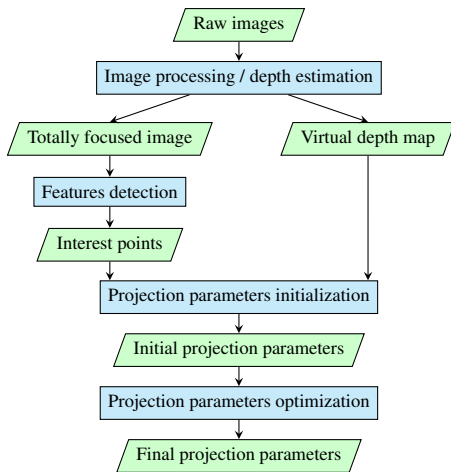 Raw images
Image processing / depth estimation
Totally focused image
Virtual depth map
Features detection
Interest points
Projection parameters initialization
Initial projection parameters
Projection parameters optimization
Final projection parameters